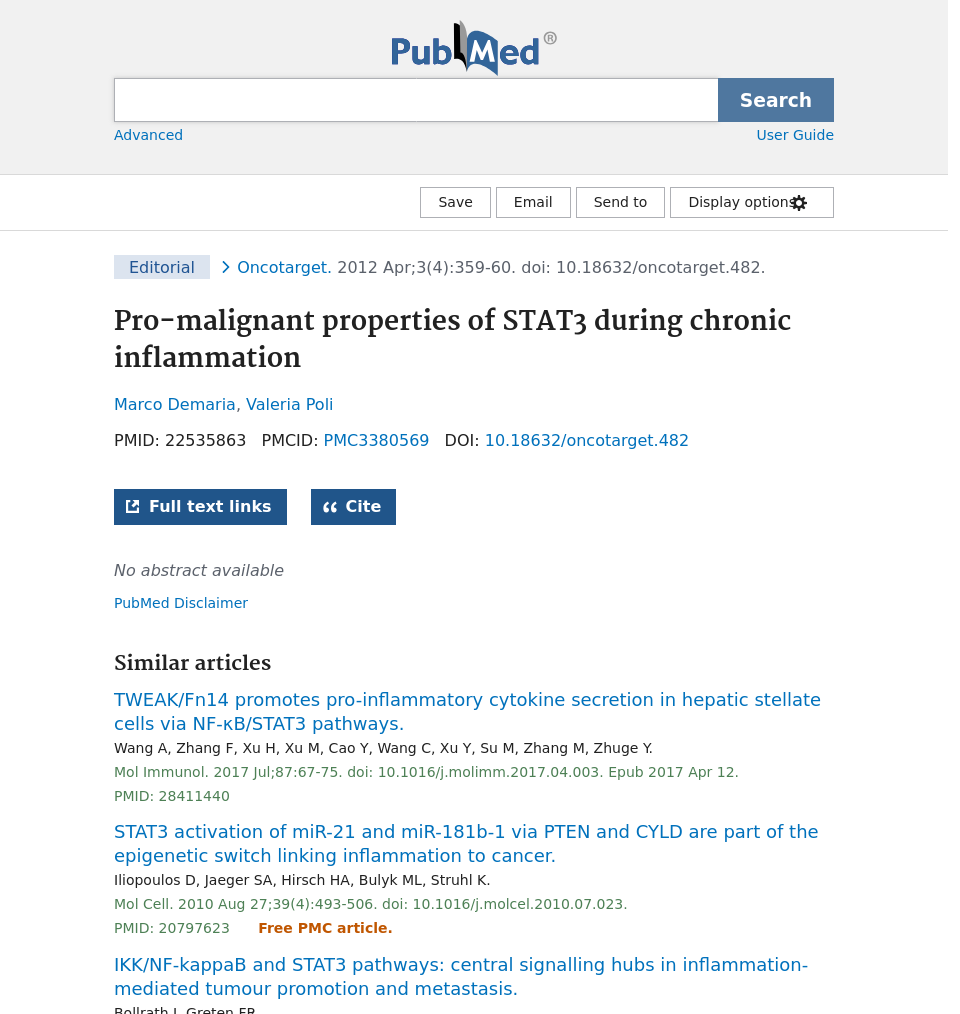 PubMed®
Search
Advanced
User Guide
Save
Email
Send to
Display options
Editorial
Oncotarget. 2012 Apr;3(4):359-60. doi: 10.18632/oncotarget.482.
Pro-malignant properties of STAT3 during chronic
inflammation
Marco Demaria, Valeria Poli
PMID: 22535863 PMCID: PMC3380569 DOI: 10.18632/oncotarget.482
Full text links
Cite
No abstract available
PubMed Disclaimer
Similar articles
TWEAK/Fn14 promotes pro-inflammatory cytokine secretion in hepatic stellate
cells via NF-κB/STAT3 pathways.
Wang A, Zhang F, Xu H, Xu M, Cao Y, Wang C, Xu Y, Su M, Zhang M, Zhuge Y.
Mol Immunol. 2017 Jul;87:67-75. doi: 10.1016/j.molimm.2017.04.003. Epub 2017 Apr 12.
PMID: 28411440
STAT3 activation of miR-21 and miR-181b-1 via PTEN and CYLD are part of the
epigenetic switch linking inflammation to cancer.
Iliopoulos D, Jaeger SA, Hirsch HA, Bulyk ML, Struhl K.
Mol Cell. 2010 Aug 27;39(4):493-506. doi: 10.1016/j.molcel.2010.07.023.
PMID: 20797623 Free PMC article.
IKK/NF-kappaB and STAT3 pathways: central signalling hubs in inflammation-
mediated tumour promotion and metastasis.
Bollrath J, Greten FR.